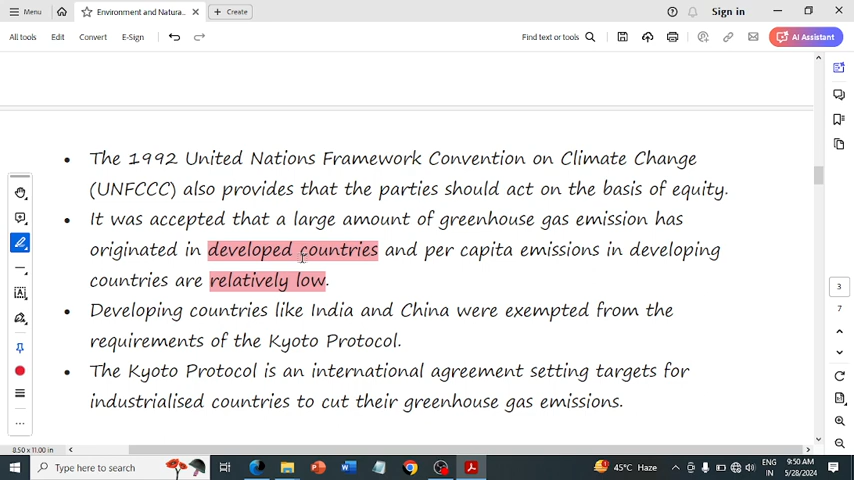 Menu
Environment and Natura...
Create
Sign in
All tools
Edit
Convert
E-Sign
Find text or tools
AI Assistant
• The 1992 United Nations Framework Convention on Climate Change
(UNFCCC) also provides that the parties should act on the basis of equity.
• It was accepted that a large amount of greenhouse gas emission has
originated in developed countries and per capita emissions in developing
countries are relatively low.
• Developing countries like India and China were exempted from the
requirements of the Kyoto Protocol.
• The Kyoto Protocol is an international agreement setting targets for
industrialised countries to cut their greenhouse gas emissions.
3
7
8.50 x 11.00 in
Type here to search
45°C Haze
ENG
IN
9:50 AM
5/28/2024